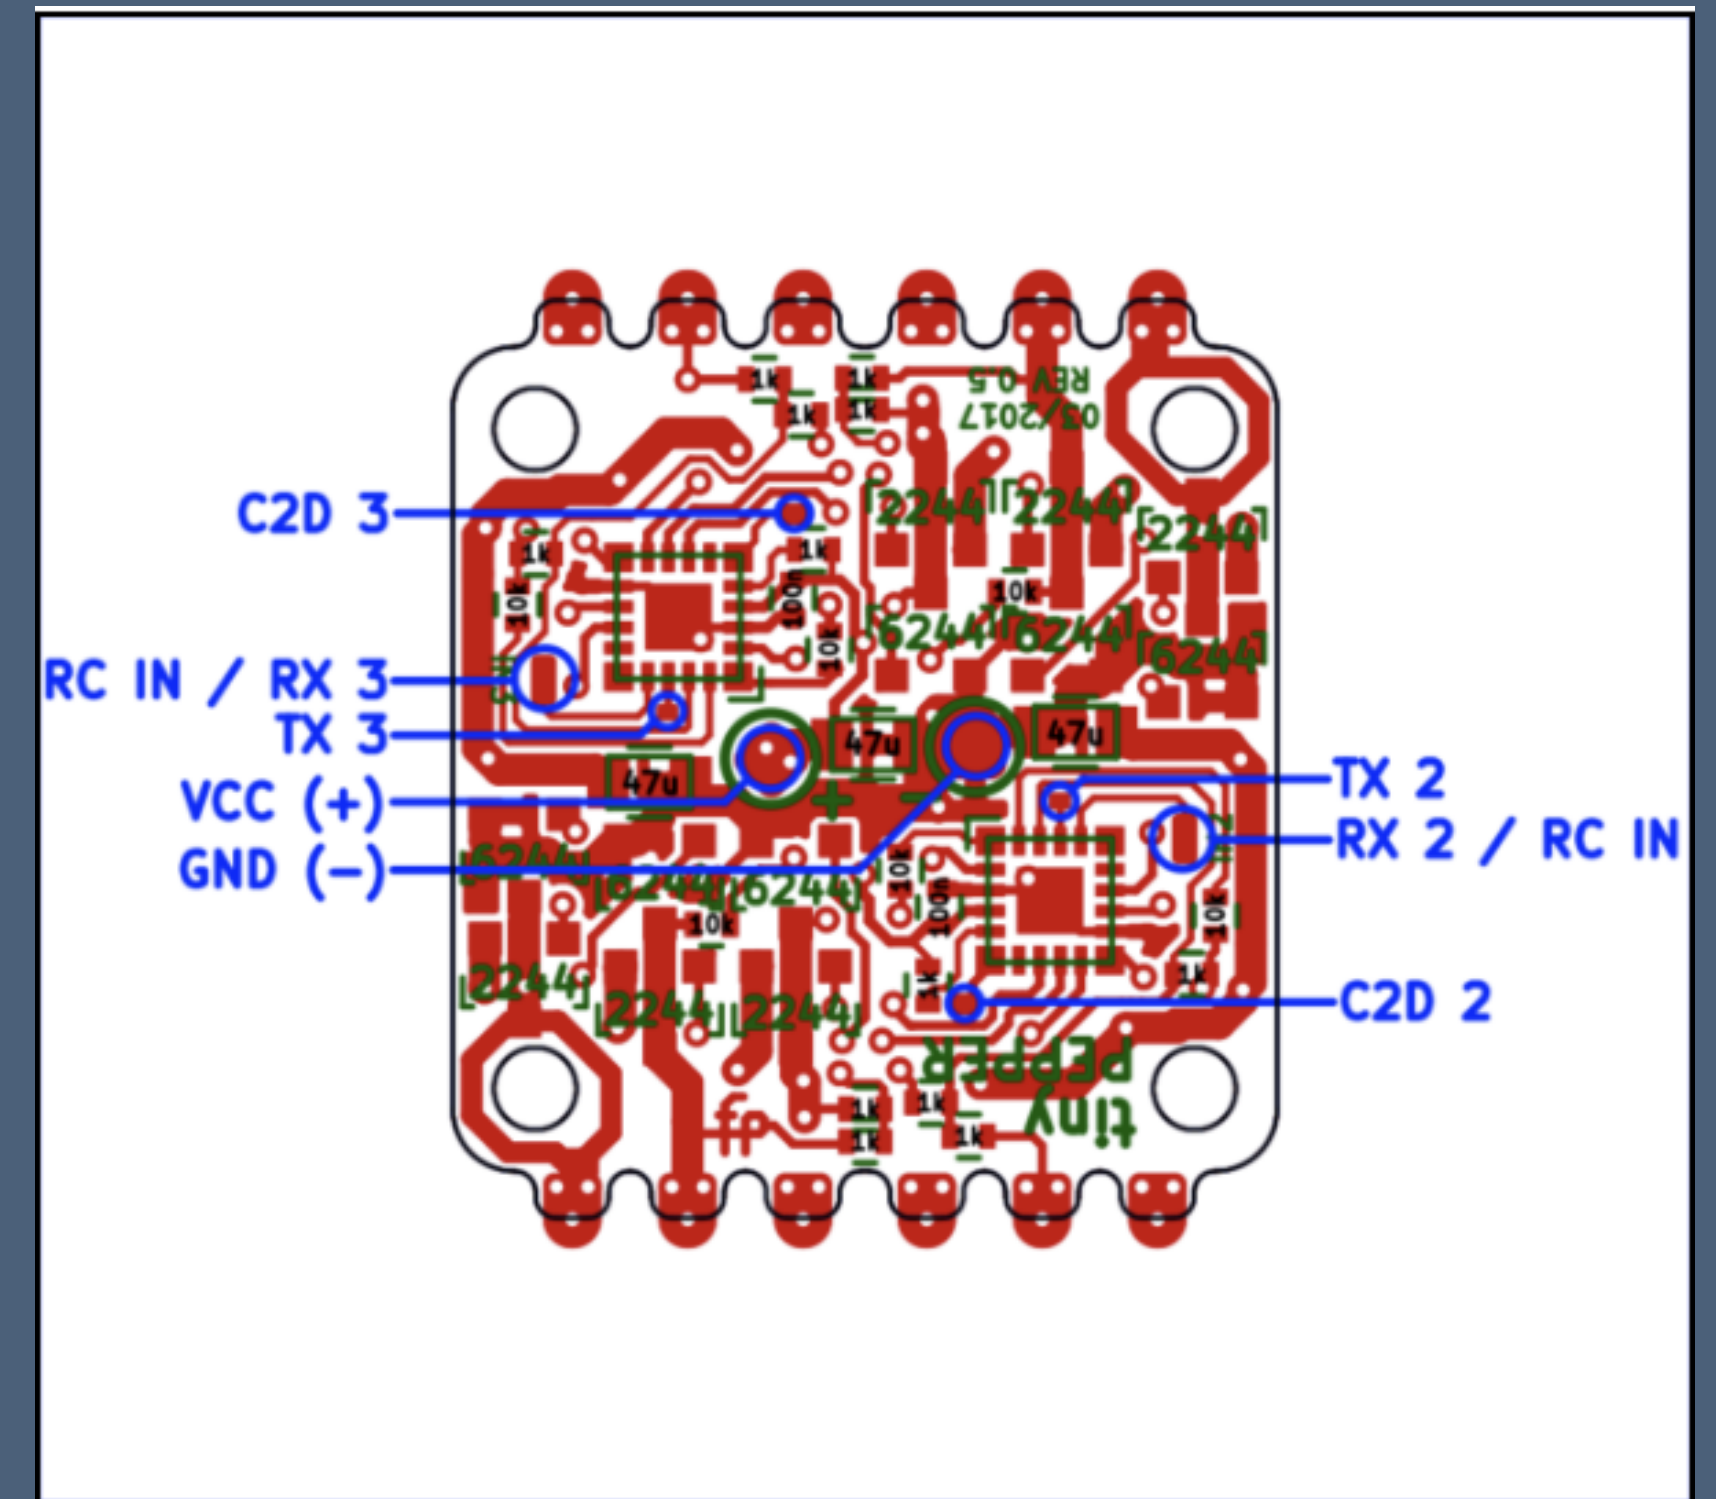 1k 1k
REV 0.5
1k 1k
03/2017
C2D 3
2244 2244
2244
1k 1k
10k 100n 10k
10k
6244 6244
6244
RC IN / RX 3
TX 3
47u
47u
47u
TX 2
VCC (+)
+ −
RX 2 / RC IN
GND (−)
6244
6244 6244
10k
100n
10k
10k
2244
1k
1k
2244 2244
C2D 2
PEPPER
1k
1k
tiny
fp
1k
1k